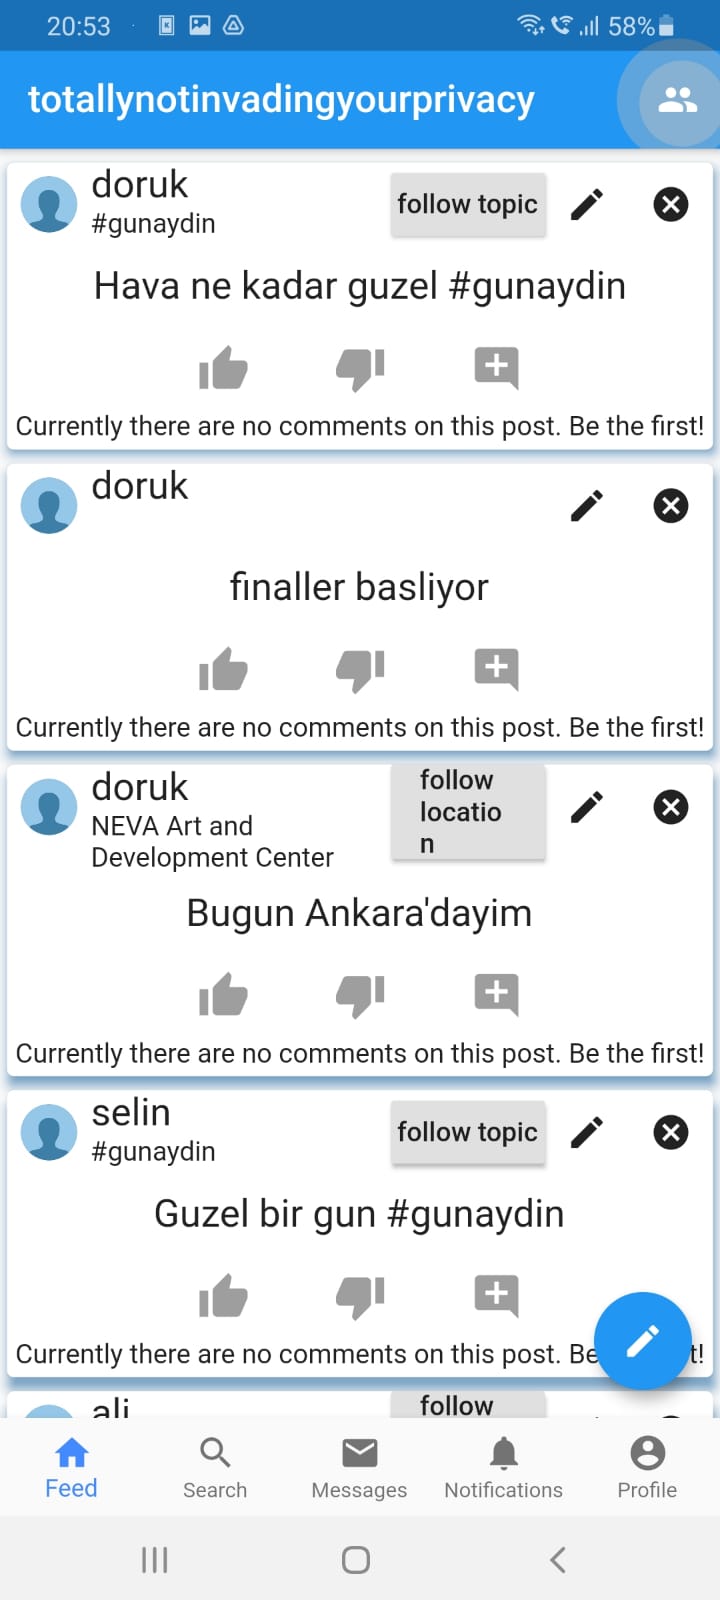 20:53
58%
totallynotinvadingyourprivacy
doruk
#gunaydin
follow topic
Hava ne kadar guzel #gunaydin
Currently there are no comments on this post. Be the first!
doruk
finaller basliyor
Currently there are no comments on this post. Be the first!
doruk
NEVA Art and
Development Center
follow
locatio
n
Bugun Ankara'dayim
Currently there are no comments on this post. Be the first!
selin
#gunaydin
follow topic
Guzel bir gun #gunaydin
Currently there are no comments on this post. Be t!
ali
follow
Feed
Search
Messages
Notifications
Profile